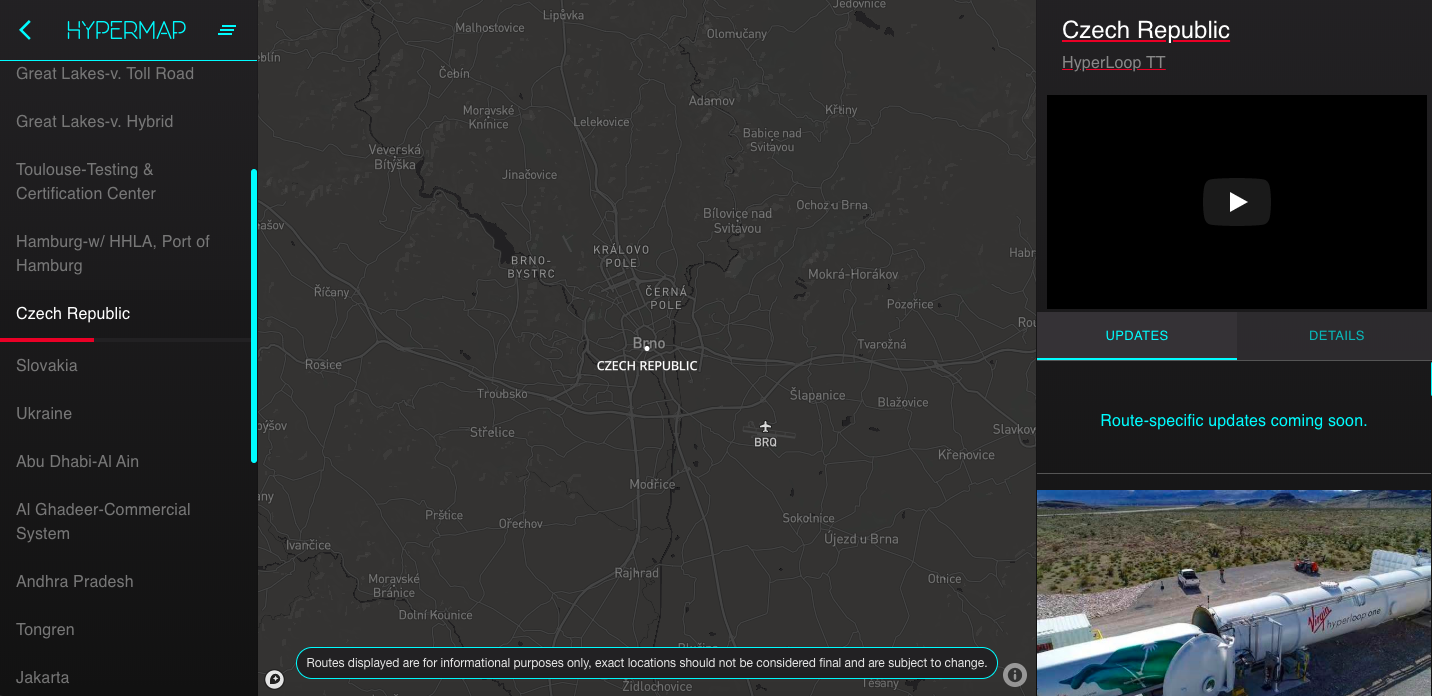 HYPERMAP
Great Lakes-v. Toll Road
Great Lakes-v. Hybrid
Toulouse-Testing &
Certification Center
Hamburg-w/ HHLA, Port of
Hamburg
Czech Republic
Slovakia
Ukraine
Abu Dhabi-Al Ain
Al Ghadeer-Commercial
System
Andhra Pradesh
Tongren
Jakarta
Jedovnice
Lipůvka
Malhostovice
Olomučany
eblín
Čebín
Adamov
Moravské
Knínice
Křtiny
Lelekovice
Babice nad
Svitavou
Veverská
Bítýška
Jinačovice
Ochoz u Brna
Bílovice nad
Svitavou
ašov
KRÁLOVO
POLE
Habr
BRNO-
BYSTRC
Mokrá-Horákov
Říčany
ČERNÁ
POLE
Pozořice
Rou
Brno
Tvarožná
CZECH REPUBLIC
Rosice
Troubsko
Šlapanice
Blažovice
býšov
Střelice
BRQ
Slavkov
Křenovice
Modřice
any
Prštice
Ořechov
Sokolnice
Újezd u Brna
Ivančice
Rajhrad
Moravské
Bránice
Otnice
Dolní Kounice
Routes displayed are for informational purposes only, exact locations should not be considered final and are subject to change.
Židlochovice
Těšany
Czech Republic
HyperLoop TT
UPDATES
DETAILS
Route-specific updates coming soon.
Virgin
hyperloop one